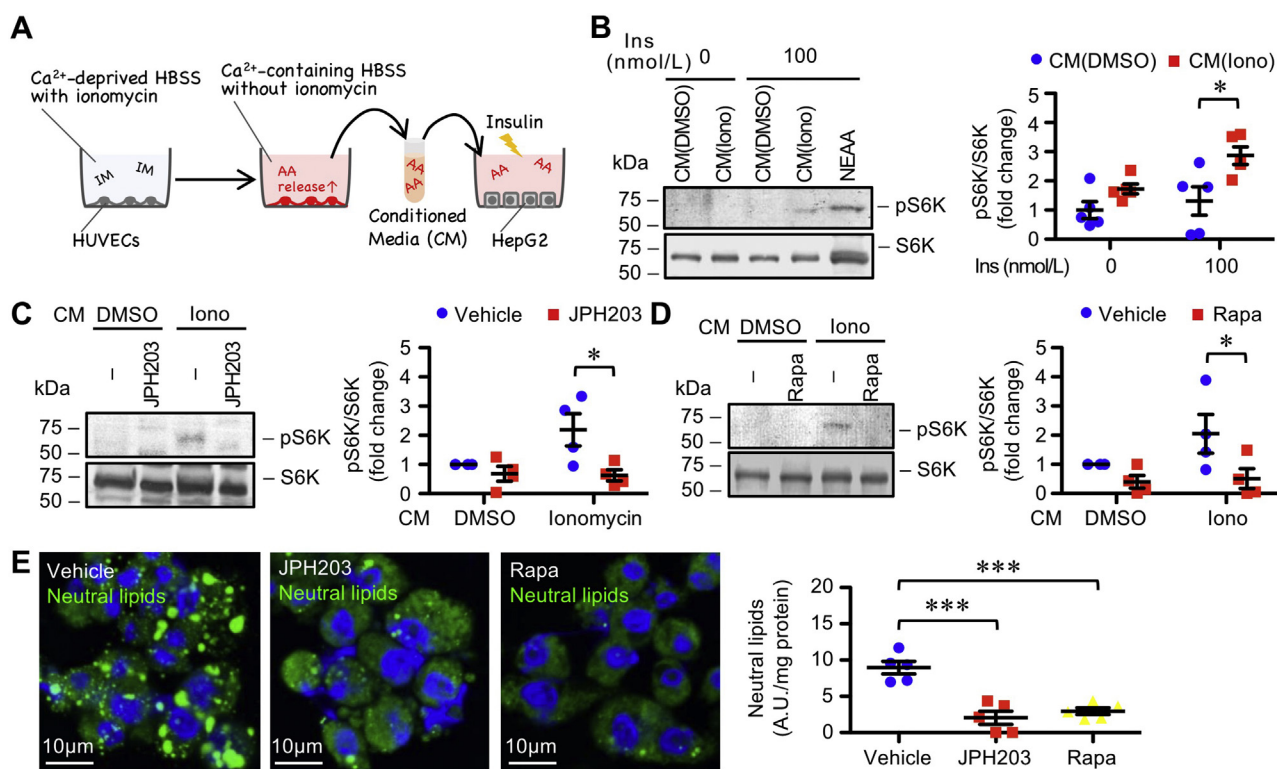 A
Ca²⁺-deprived HBSS
with ionomycin
Ca²⁺-containing HBSS
without ionomycin
Insulin
IM
IM
AA
release↑
AA
AA
AA
AA
AA
HUVECs
Conditioned
Media (CM)
HepG2
B
Ins
(nmol/L)
0
100
kDa
CM(DMSO)
CM(Iono)
CM(DMSO)
CM(Iono)
NEAA
75 –
50 –
– pS6K
75 –
50 –
– S6K
CM(DMSO)
CM(Iono)
pS6K/S6K
(fold change)
5
4
3
2
1
0
*
Ins (nmol/L)
0
100
C
CM
DMSO
Iono
kDa
–
JPH203
–
JPH203
75 –
50 –
– pS6K
75 –
50 –
– S6K
Vehicle
JPH203
pS6K/S6K
(fold change)
5
4
3
2
1
0
*
CM
DMSO
Ionomycin
D
CM
DMSO
Iono
kDa
–
Rapa
–
Rapa
75 –
50 –
– pS6K
75 –
50 –
– S6K
Vehicle
Rapa
pS6K/S6K
(fold change)
5
4
3
2
1
0
*
CM
DMSO
Iono
E
Vehicle
Neutral lipids
10µm
JPH203
Neutral lipids
10µm
Rapa
Neutral lipids
10µm
Neutral lipids
(A.U./mg protein)
20
15
10
5
0
***
***
Vehicle
JPH203
Rapa